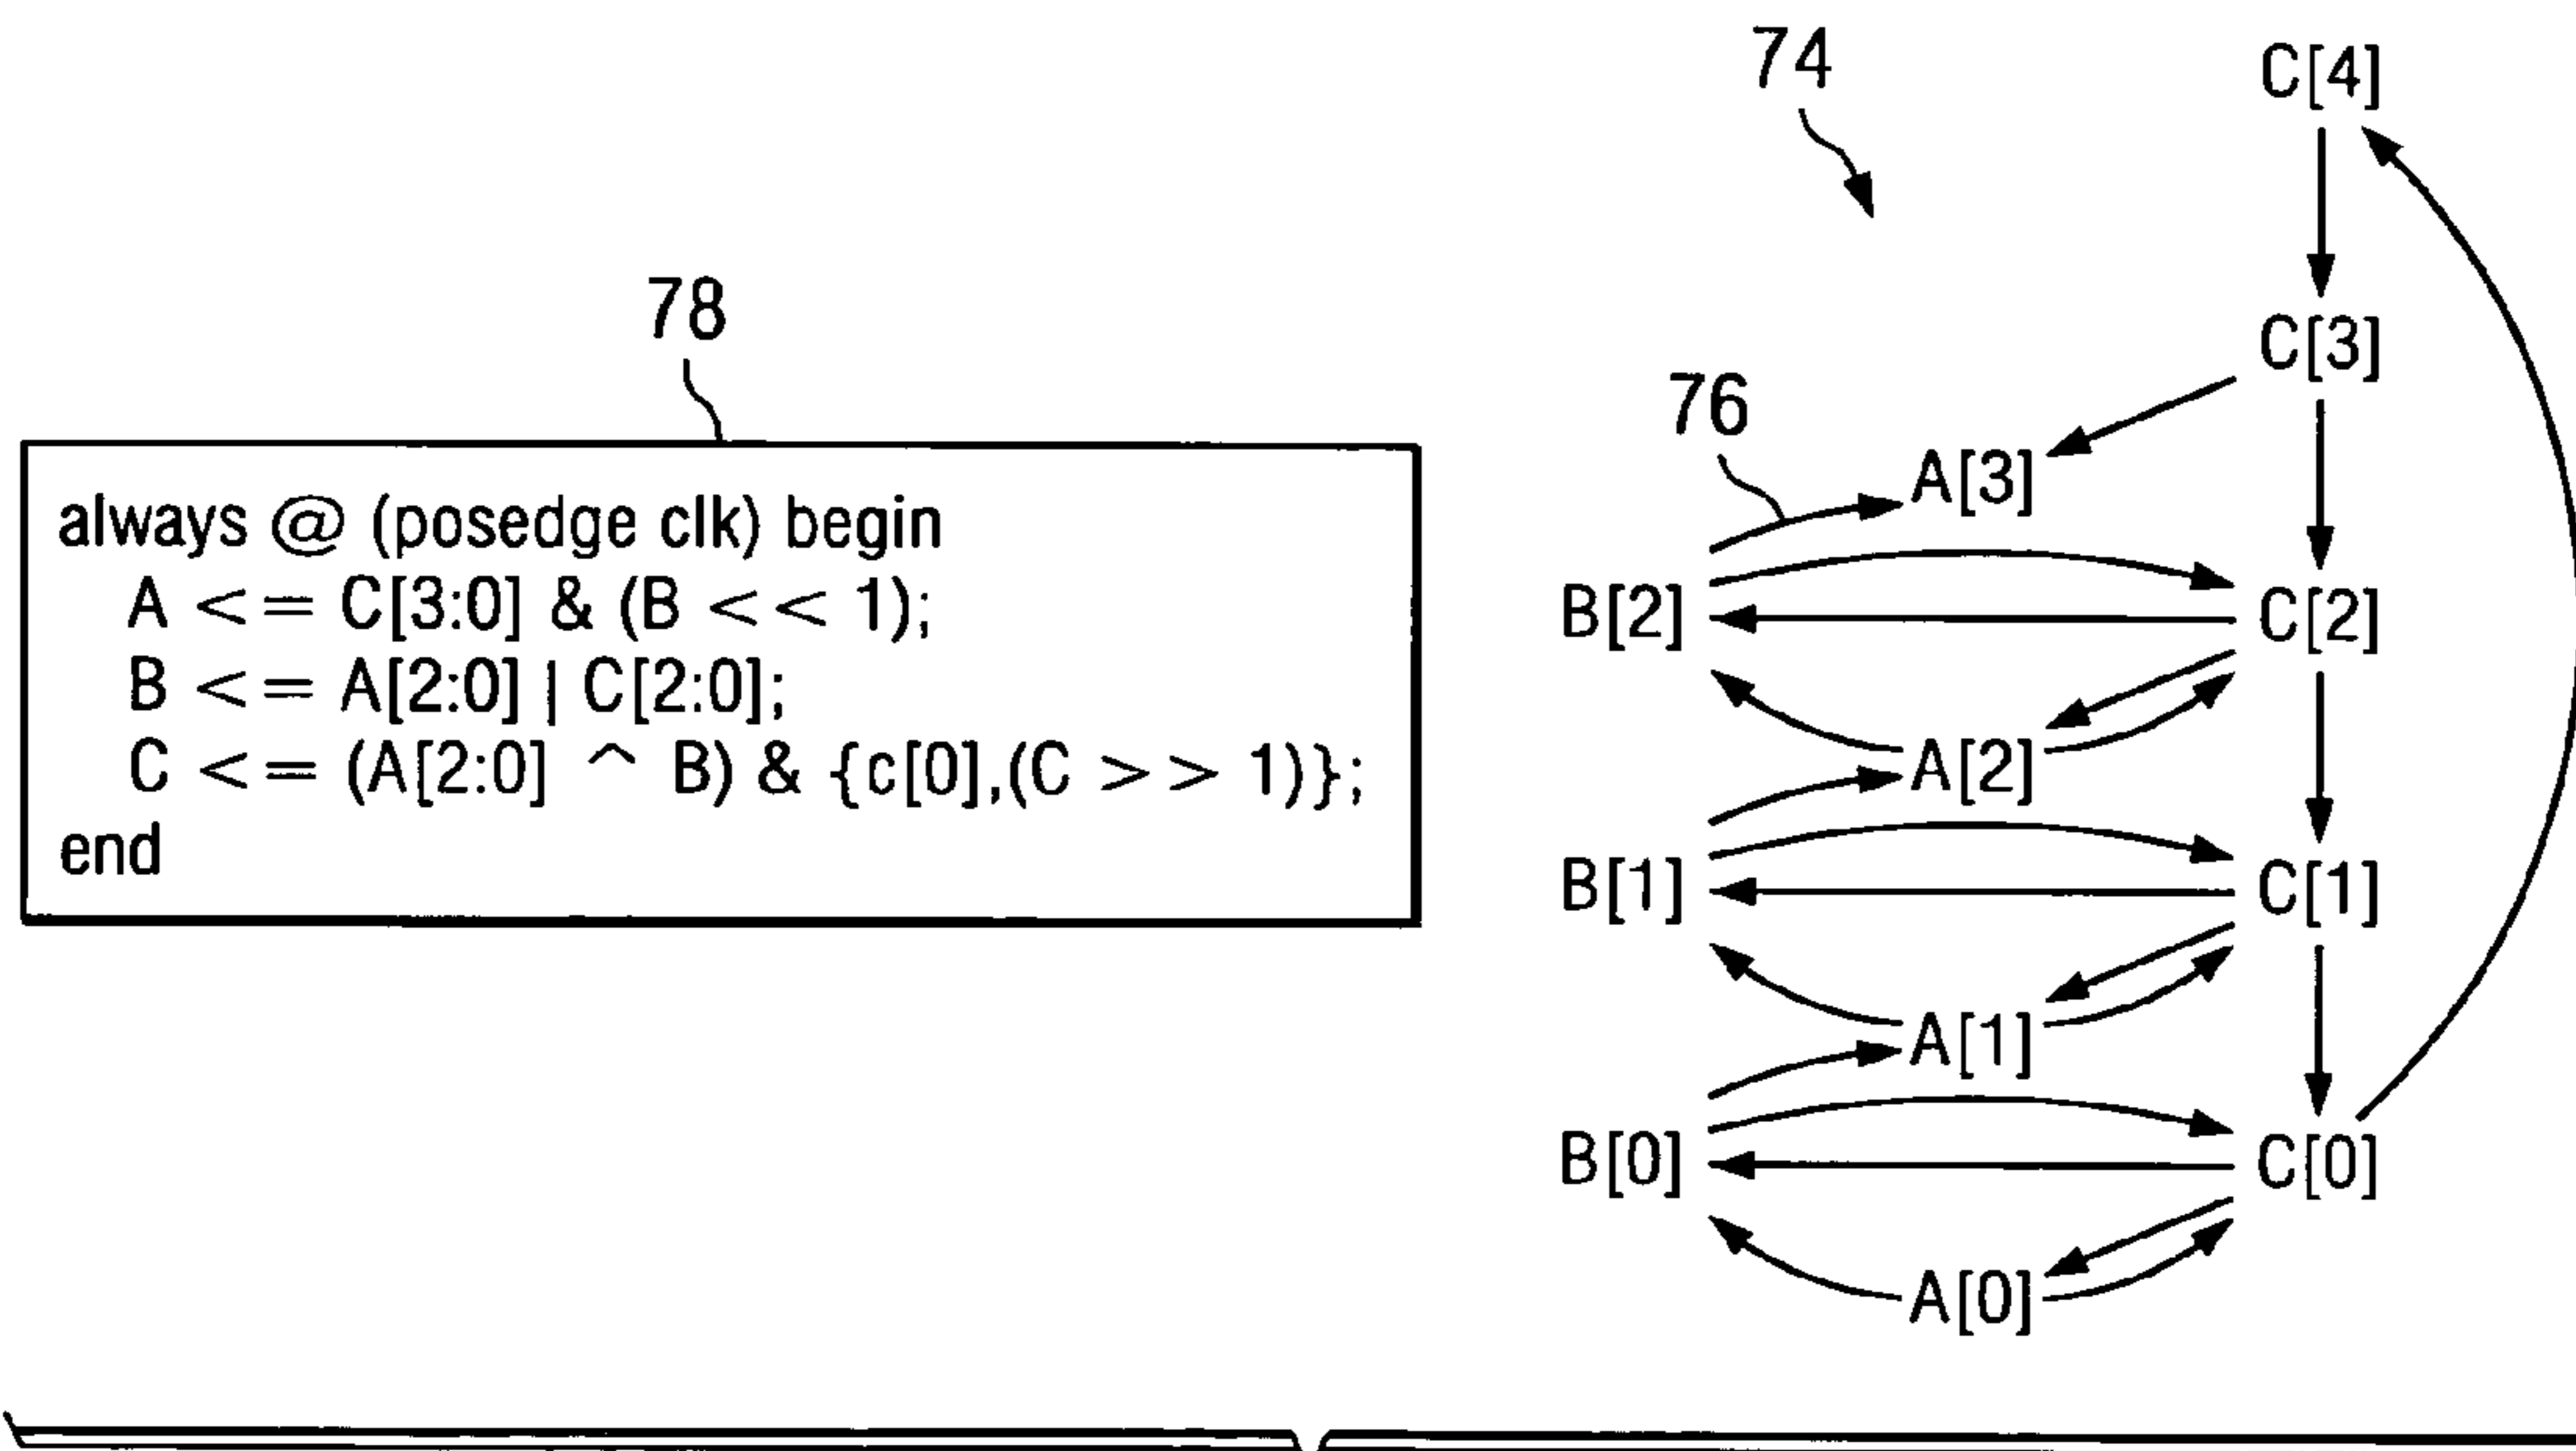 74
C[4]
78
C[3]
76
always @ (posedge clk) begin
A <= C[3:0] & (B << 1);
B <= A[2:0] | C[2:0];
C <= (A[2:0] ^ B) & {c[0],(C >> 1)};
end
A[3]
B[2]
C[2]
A[2]
B[1]
C[1]
A[1]
B[0]
C[0]
A[0]